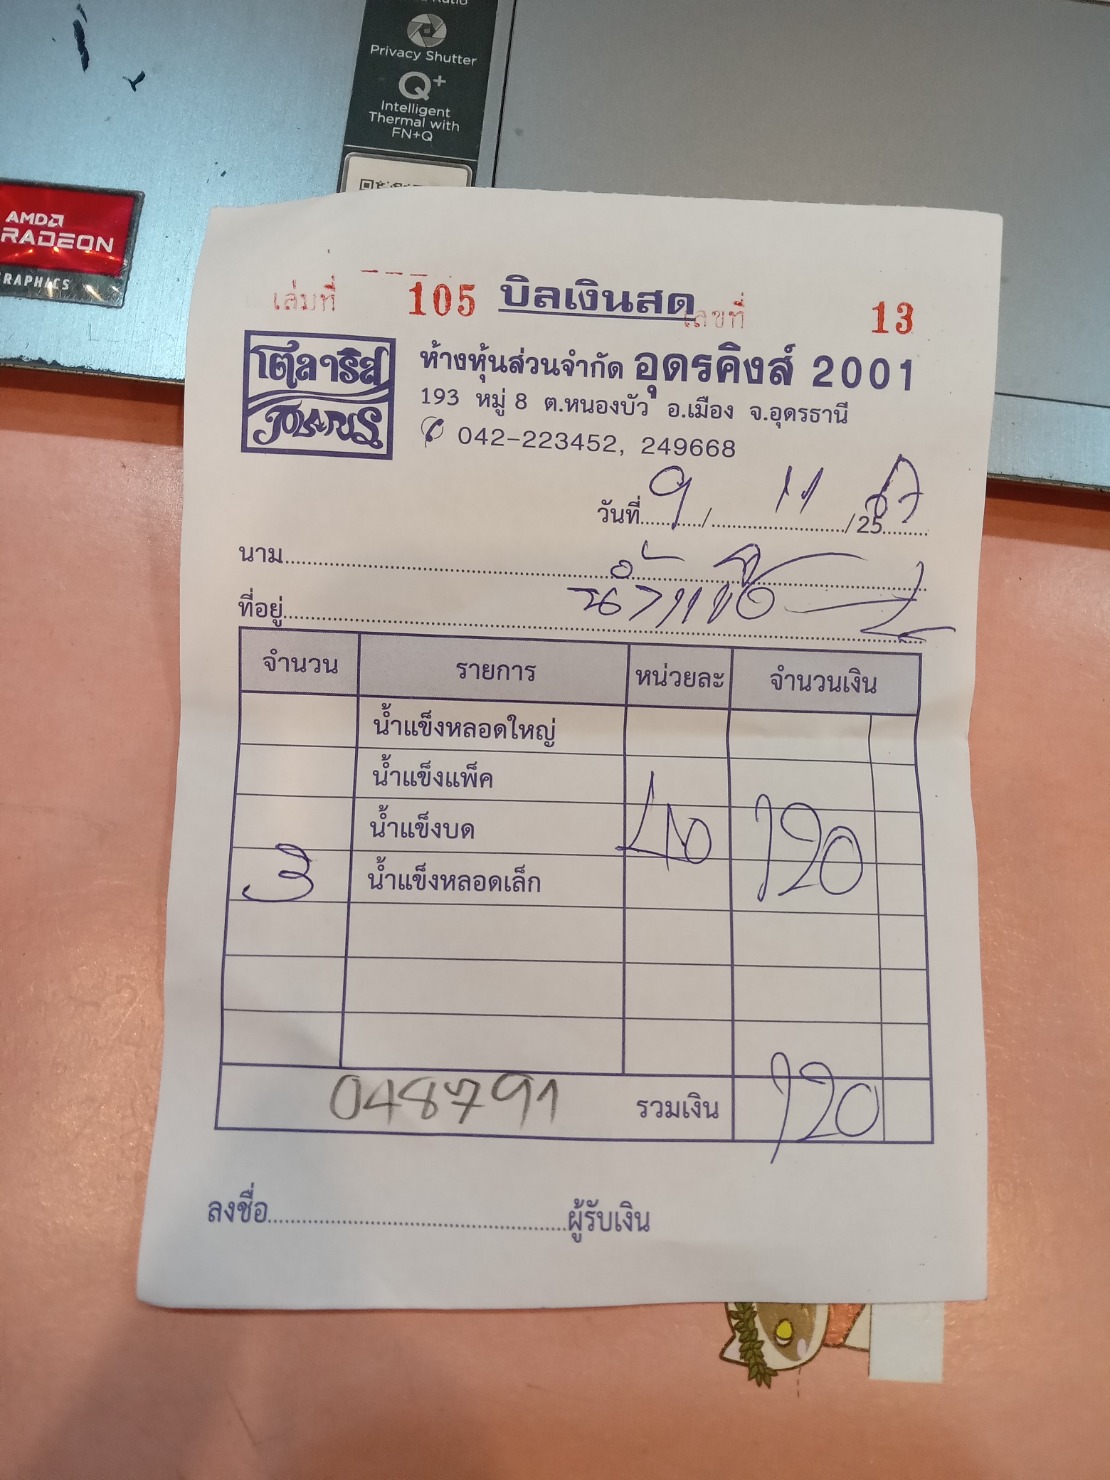 Privacy Shutter
Q+
Intelligent
Thermal with
FN+Q
AMD
RADEON
GRAPHICS
เล่มที่ 105 บิลเงินสด เลขที่ 13
โตลาริส
ห้างหุ้นส่วนจำกัด อุดรคิงส์ 2001
193 หมู่ 8 ต.หนองบัว อ.เมือง จ.อุดรธานี
042-223452, 249668
วันที่ 9 / 11 / 2567
นาม
ที่อยู่
จำนวน รายการ หน่วยละ จำนวนเงิน
น้ำแข็งหลอดใหญ่
น้ำแข็งแพ็ค
น้ำแข็งบด 40 120
3 น้ำแข็งหลอดเล็ก
048791 รวมเงิน 120
ลงชื่อ ผู้รับเงิน